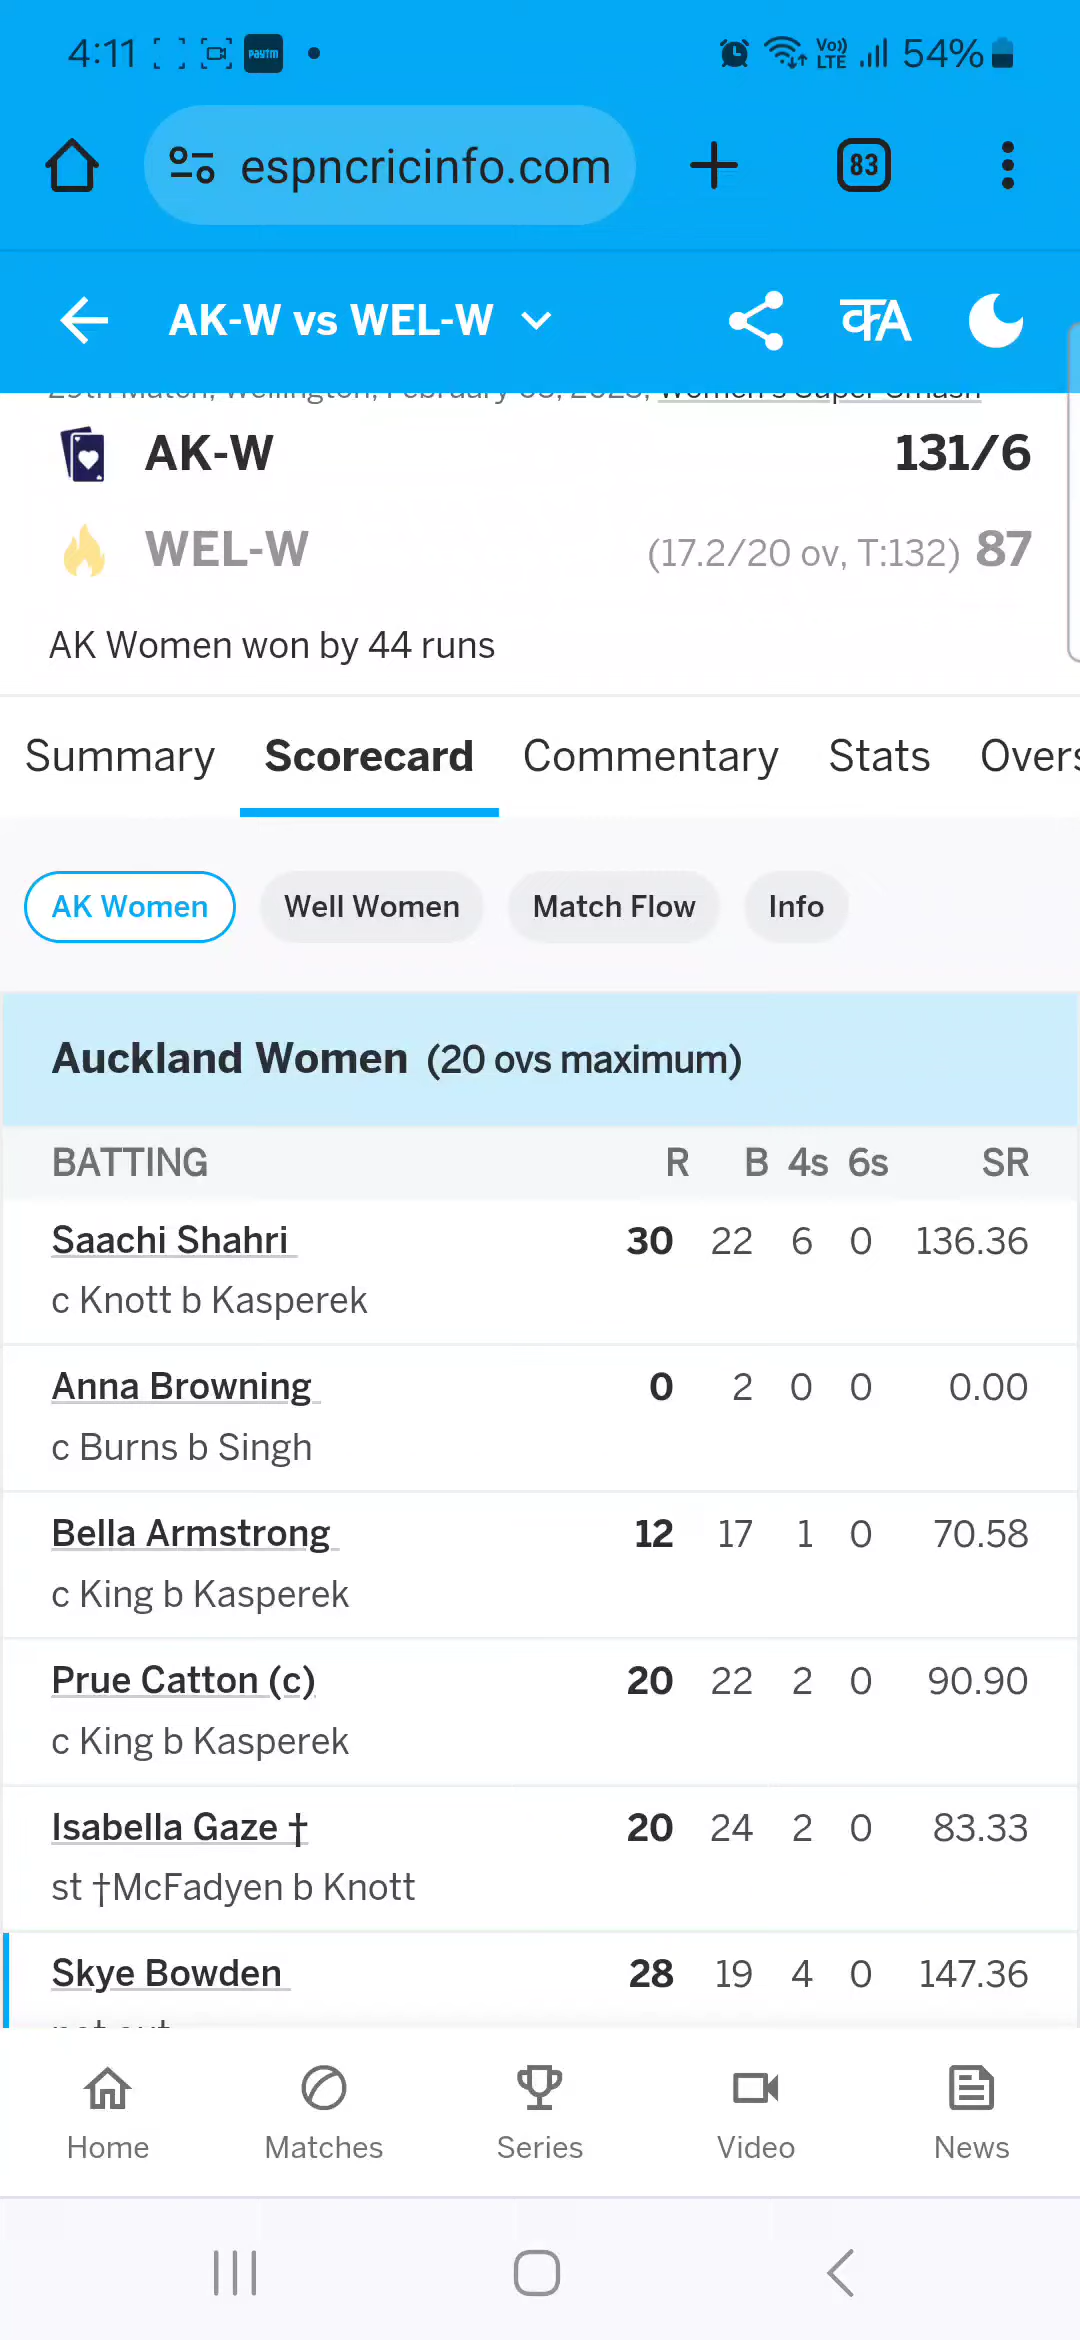 4:11 paytm Vo)) LTE 54%
espncricinfo.com 83
AK-W vs WEL-W कA
AK-W 131/6
WEL-W (17.2/20 ov, T:132) 87
AK Women won by 44 runs
Summary Scorecard Commentary Stats Overs
AK Women Well Women Match Flow Info
Auckland Women (20 ovs maximum)
BATTING R B 4s 6s SR
Saachi Shahri 30 22 6 0 136.36
c Knott b Kasperek
Anna Browning 0 2 0 0 0.00
c Burns b Singh
Bella Armstrong 12 17 1 0 70.58
c King b Kasperek
Prue Catton (c) 20 22 2 0 90.90
c King b Kasperek
Isabella Gaze † 20 24 2 0 83.33
st †McFadyen b Knott
Skye Bowden 28 19 4 0 147.36
Home Matches Series Video News